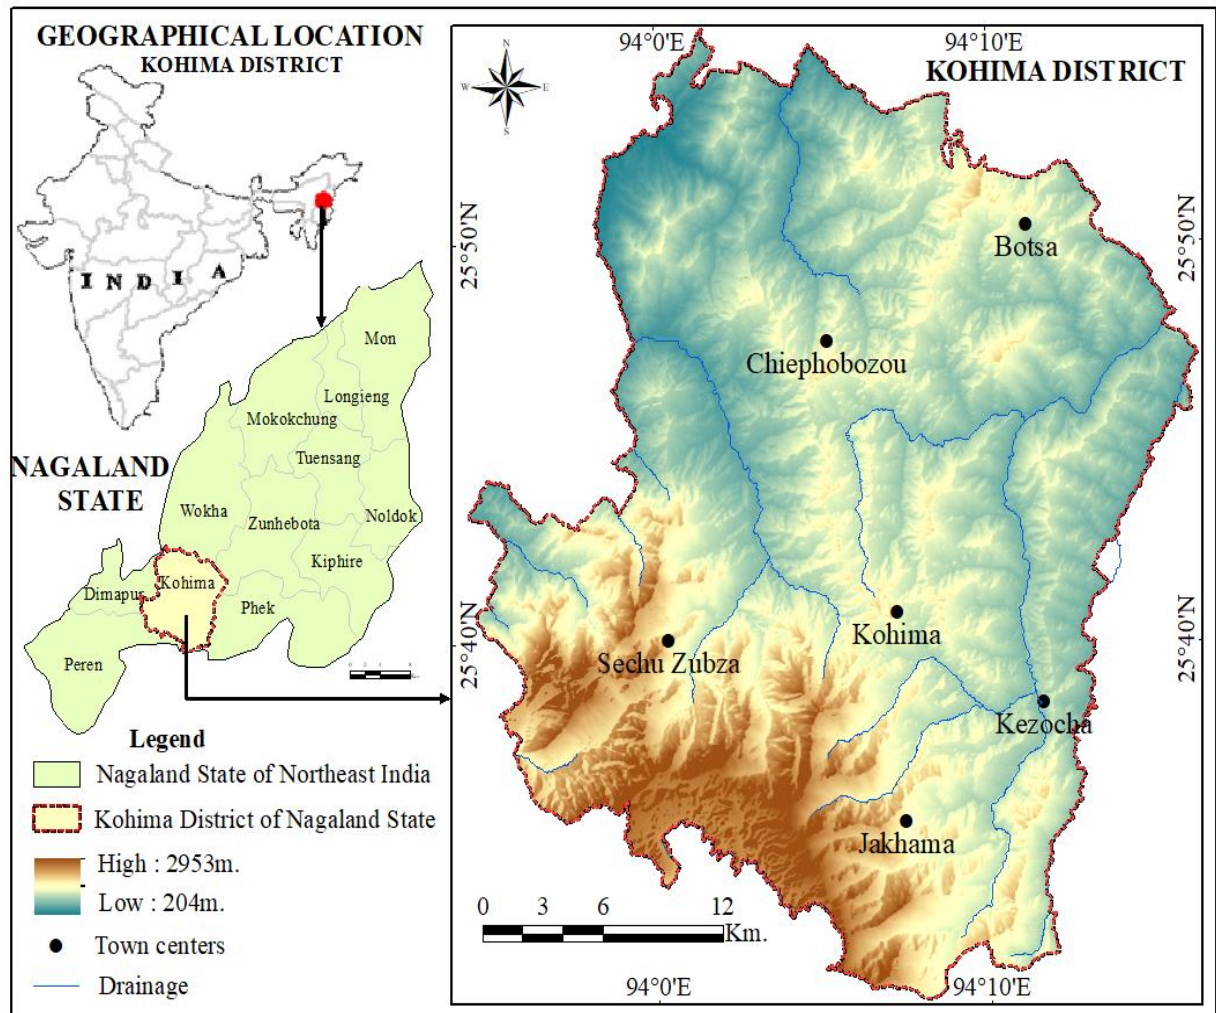 GEOGRAPHICAL LOCATION
KOHIMA DISTRICT
INDIA
NAGALAND
STATE
Mon
Longieng
Mokokchung
Tuensang
Wokha
Zunhebota
Noldok
Kiphire
Dimapur
Kohima
Phek
Peren
Legend
Nagaland State of Northeast India
Kohima District of Nagaland State
High : 2953m.
Low : 204m.
Town centers
Drainage
94°0'E
94°10'E
KOHIMA DISTRICT
N
W
E
S
25°50'N
25°50'N
Botsa
Chiephobozou
Kohima
25°40'N
25°40'N
Sechu Zubza
Kezocha
Jakhama
0 3 6 12
Km.
94°0'E
94°10'E